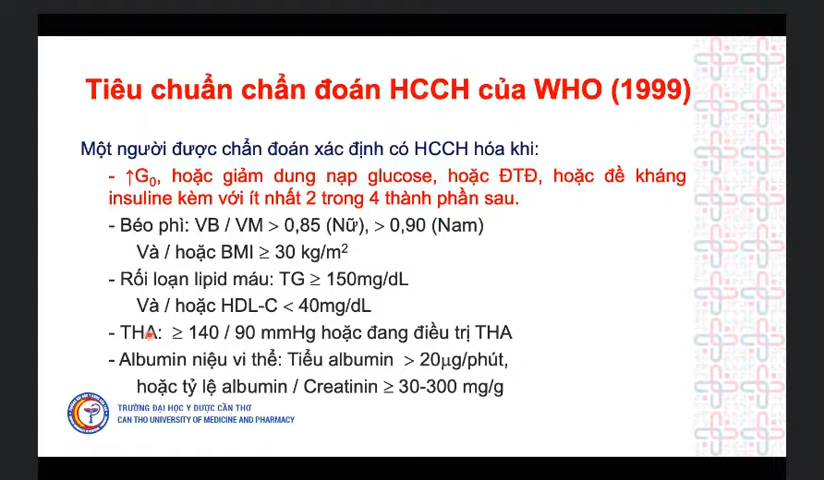 Tiêu chuẩn chẩn đoán HCCH của WHO (1999)
Một người được chẩn đoán xác định có HCCH hóa khi:
- ↑G₀, hoặc giảm dung nạp glucose, hoặc ĐTĐ, hoặc đề kháng
insuline kèm với ít nhất 2 trong 4 thành phần sau.
- Béo phì: VB / VM > 0,85 (Nữ), > 0,90 (Nam)
Và / hoặc BMI ≥ 30 kg/m²
- Rối loạn lipid máu: TG ≥ 150mg/dL
Và / hoặc HDL-C < 40mg/dL
- THA: ≥ 140 / 90 mmHg hoặc đang điều trị THA
- Albumin niệu vi thể: Tiểu albumin > 20μg/phút,
hoặc tỷ lệ albumin / Creatinin ≥ 30-300 mg/g
TRƯỜNG ĐẠI HỌC Y DƯỢC CẦN THƠ
CAN THO UNIVERSITY OF MEDICINE AND PHARMACY